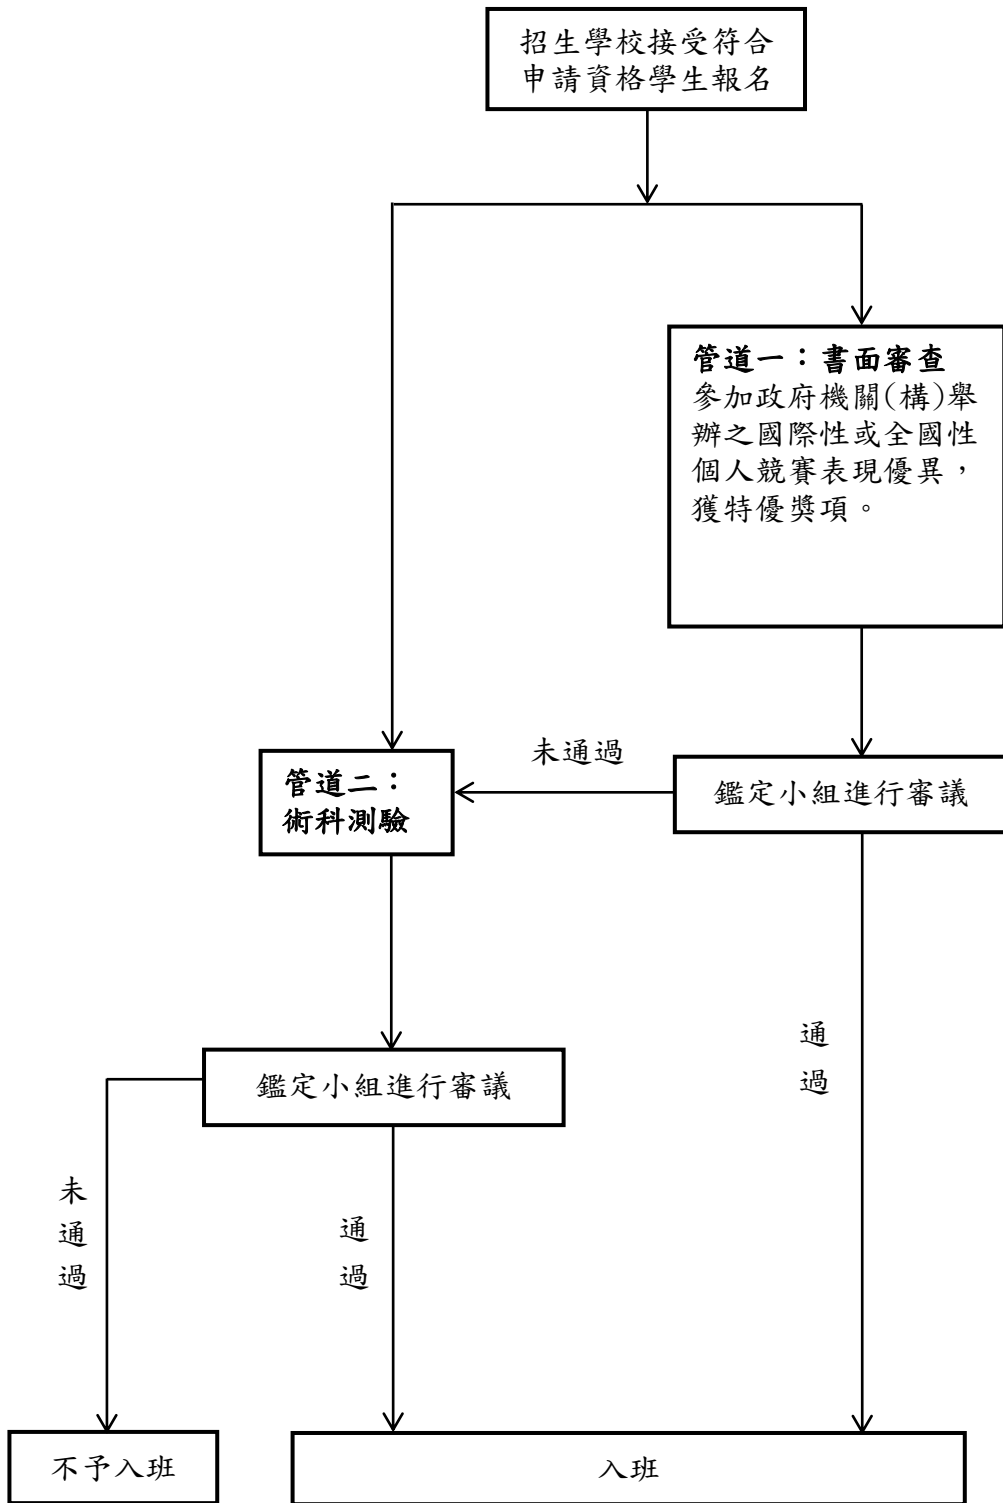 招生學校接受符合
申請資格學生報名
管道一：書面審查
參加政府機關(構)舉
辦之國際性或全國性
個人競賽表現優異，
獲特優獎項。
未通過
管道二：
術科測驗
鑑定小組進行審議
通
過
鑑定小組進行審議
未
通
過
通
過
不予入班
入班